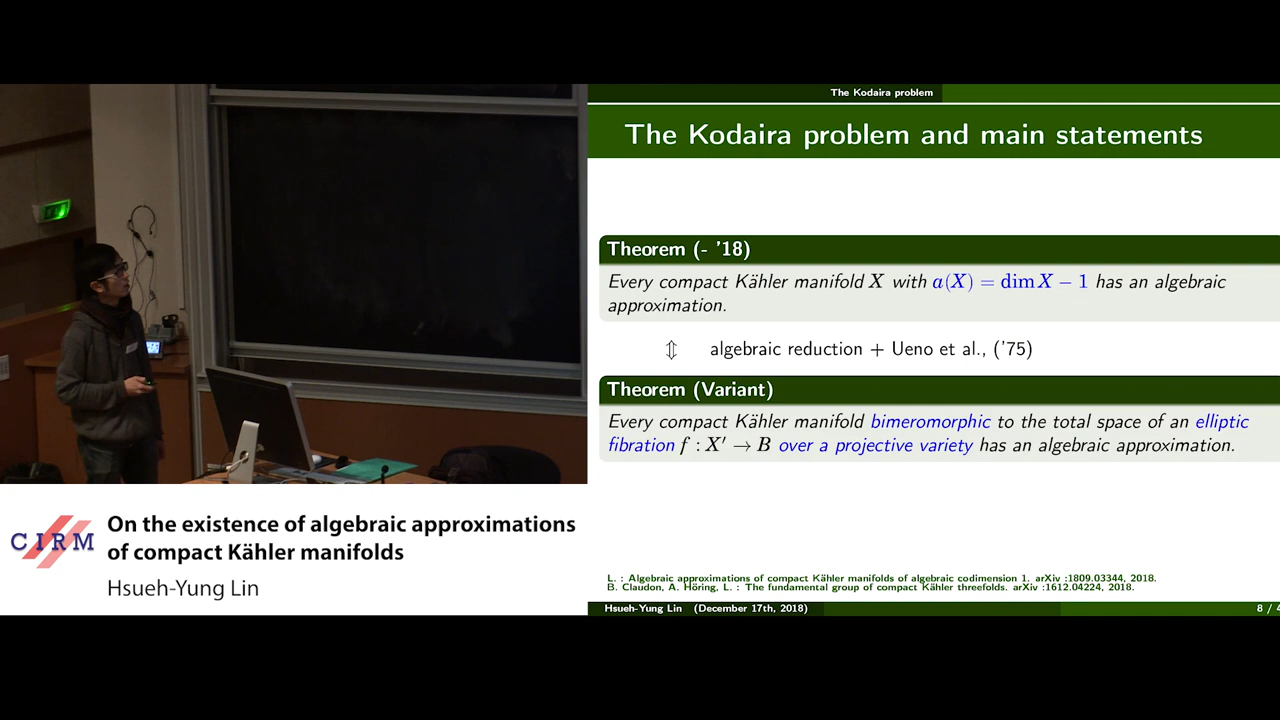 The Kodaira problem
The Kodaira problem and main statements
Theorem (- '18)
Every compact Kähler manifold X with a(X) = dim X − 1 has an algebraic
approximation.
⇕ algebraic reduction + Ueno et al., ('75)
Theorem (Variant)
Every compact Kähler manifold bimeromorphic to the total space of an elliptic
fibration f : X′ → B over a projective variety has an algebraic approximation.
L. : Algebraic approximations of compact Kähler manifolds of algebraic codimension 1. arXiv :1809.03344, 2018.
B. Claudon, A. Höring, L. : The fundamental group of compact Kähler threefolds. arXiv :1612.04224, 2018.
Hsueh-Yung Lin (December 17th, 2018) 8 / 4
CIRM
On the existence of algebraic approximations
of compact Kähler manifolds
Hsueh-Yung Lin